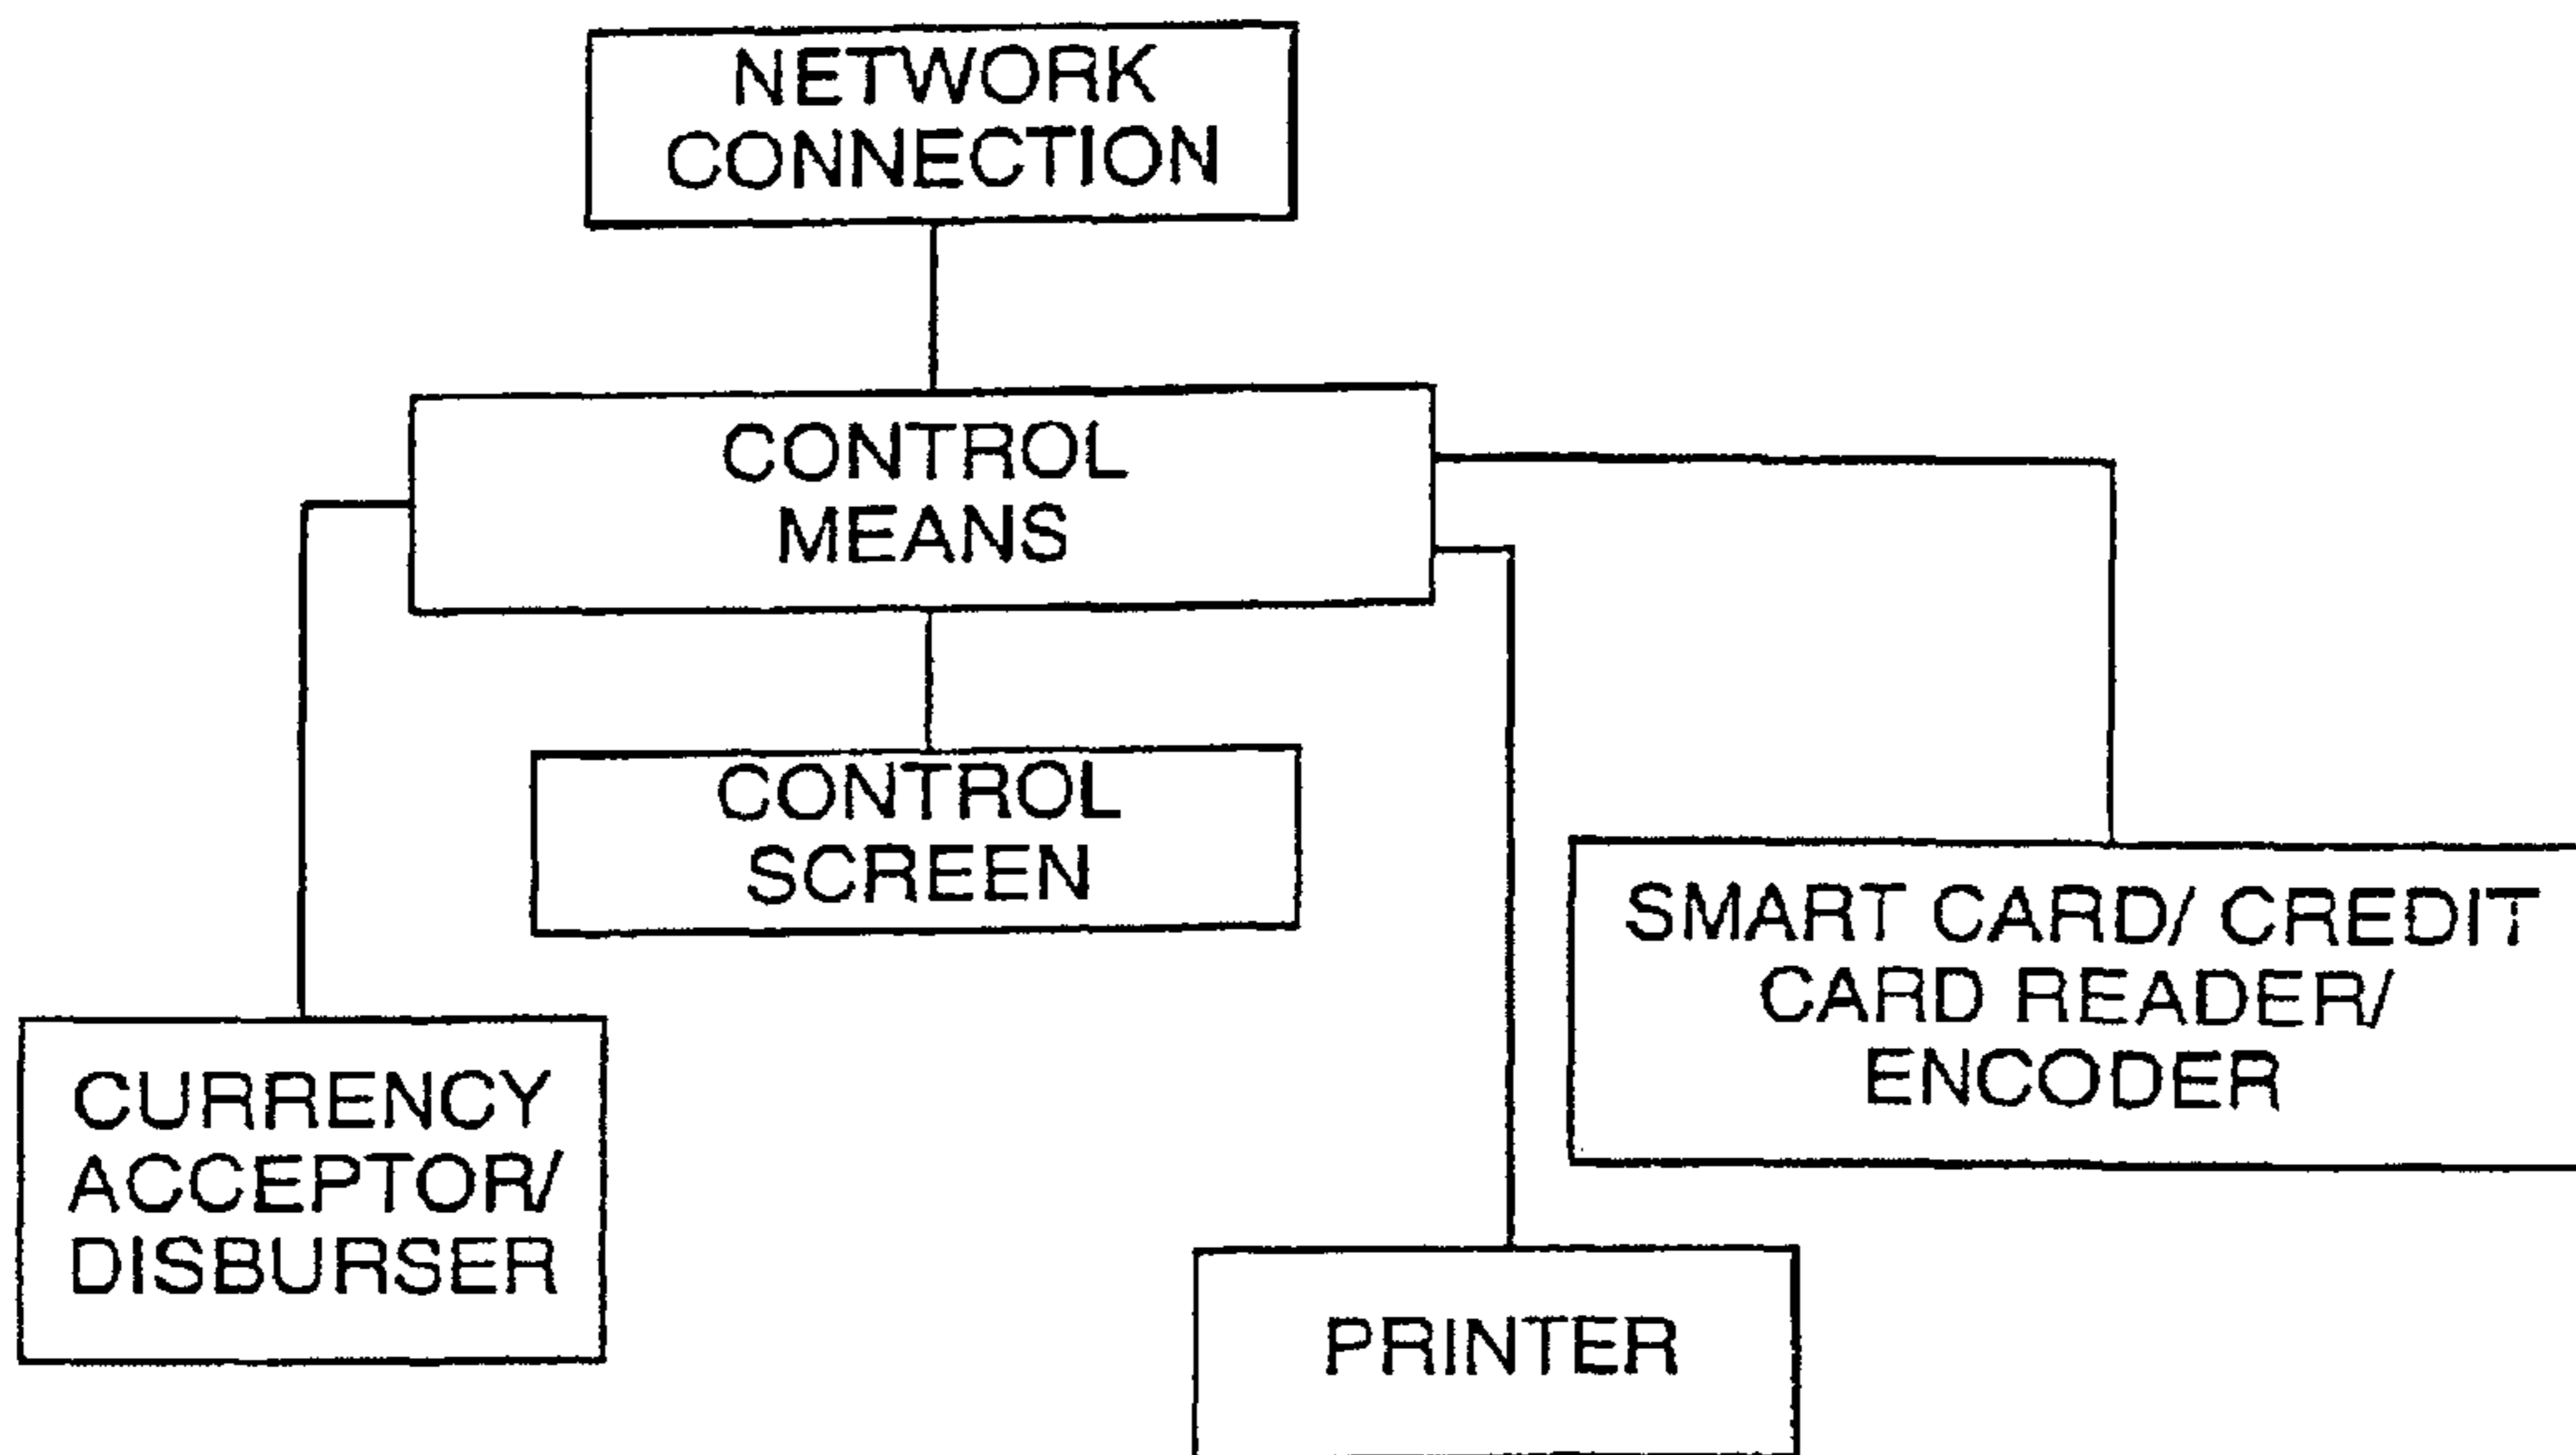 NETWORK
CONNECTION
CONTROL
MEANS
CONTROL
SCREEN
SMART CARD/ CREDIT
CARD READER/
ENCODER
CURRENCY
ACCEPTOR/
DISBURSER
PRINTER